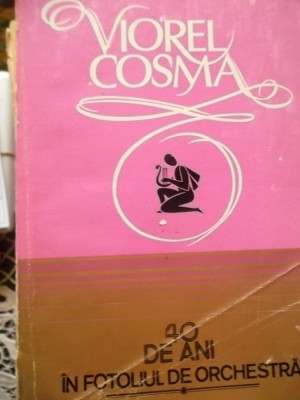 VIOREL
COSMA
40
DE ANI
ÎN FOTOLIUL DE ORCHESTRĂ